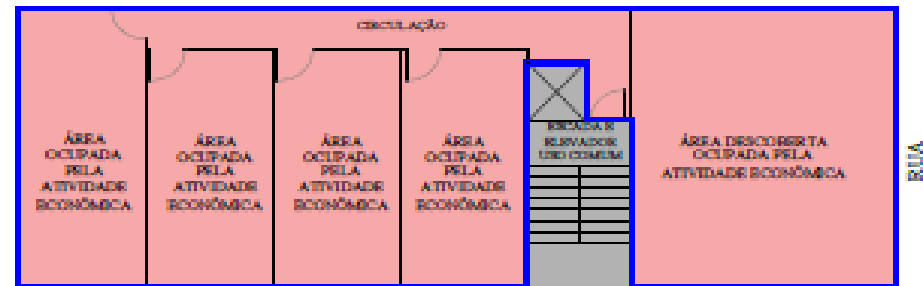 CIRCULAÇÃO
ÁREA
OCUPADA
PELA
ATIVIDADE
ECONÔMICA
ÁREA
OCUPADA
PELA
ATIVIDADE
ECONÔMICA
ÁREA
OCUPADA
PELA
ATIVIDADE
ECONÔMICA
ÁREA
OCUPADA
PELA
ATIVIDADE
ECONÔMICA
ESCADA E
ELEVADOR
USO COMUM
ÁREA DESCOBERTA
OCUPADA PELA
ATIVIDADE ECONÔMICA
RUA